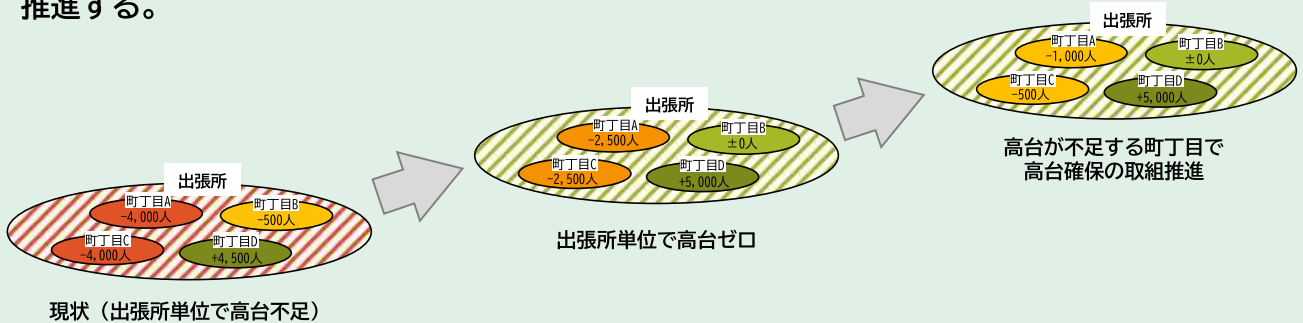 推進する。
出張所
町丁目A
-4,000人
町丁目B
-500人
町丁目C
-4,000人
町丁目D
+4,500人
現状（出張所単位で高台不足）
出張所
町丁目A
-2,500人
町丁目B
±0人
町丁目C
-2,500人
町丁目D
+5,000人
出張所単位で高台ゼロ
出張所
町丁目A
-1,000人
町丁目B
±0人
町丁目C
-500人
町丁目D
+5,000人
高台が不足する町丁目で
高台確保の取組推進